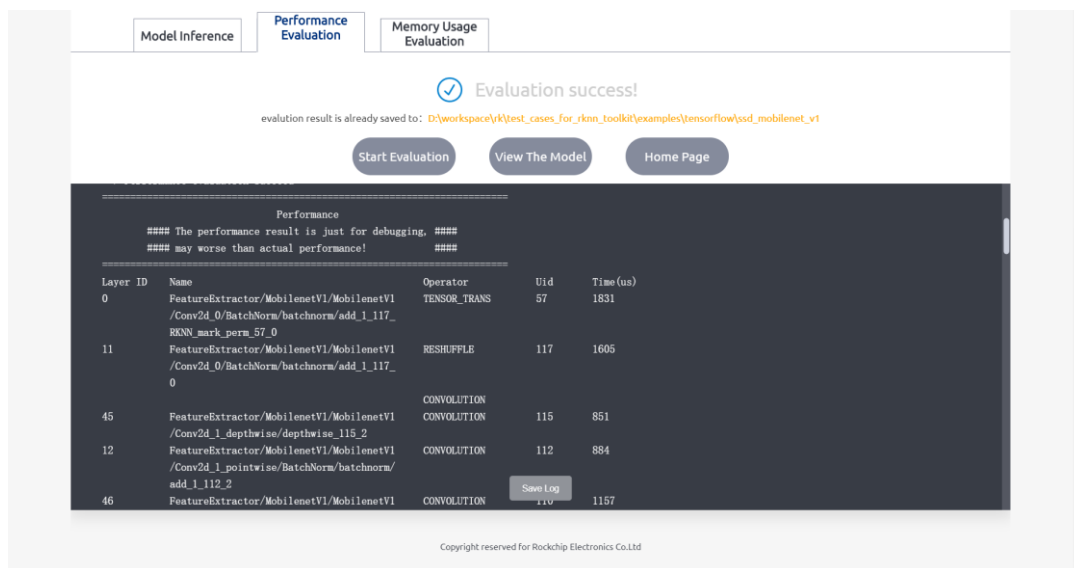 Model Inference
Performance
Evaluation
Memory Usage
Evaluation
Evaluation success!
evalution result is already saved to: D:\workspace\rk\test_cases_for_rknn_toolkit\examples\tensorflow\ssd_mobilenet_v1
Start Evaluation View The Model Home Page
========================================================================
Performance
#### The performance result is just for debugging, ####
#### may worse than actual performance! ####
========================================================================
Layer ID Name Operator Uid Time(us)
0 FeatureExtractor/MobilenetV1/MobilenetV1 TENSOR_TRANS 57 1831
/Conv2d_0/BatchNorm/batchnorm/add_1_117_
RKNN_mark_perm_57_0
11 FeatureExtractor/MobilenetV1/MobilenetV1 RESHUFFLE 117 1605
/Conv2d_0/BatchNorm/batchnorm/add_1_117_
0
CONVOLUTION
45 FeatureExtractor/MobilenetV1/MobilenetV1 CONVOLUTION 115 851
/Conv2d_1_depthwise/depthwise_115_2
12 FeatureExtractor/MobilenetV1/MobilenetV1 CONVOLUTION 112 884
/Conv2d_1_pointwise/BatchNorm/batchnorm/
add_1_112_2
Save Log
46 FeatureExtractor/MobilenetV1/MobilenetV1 CONVOLUTION 110 1157
Copyright reserved for Rockchip Electronics Co.Ltd